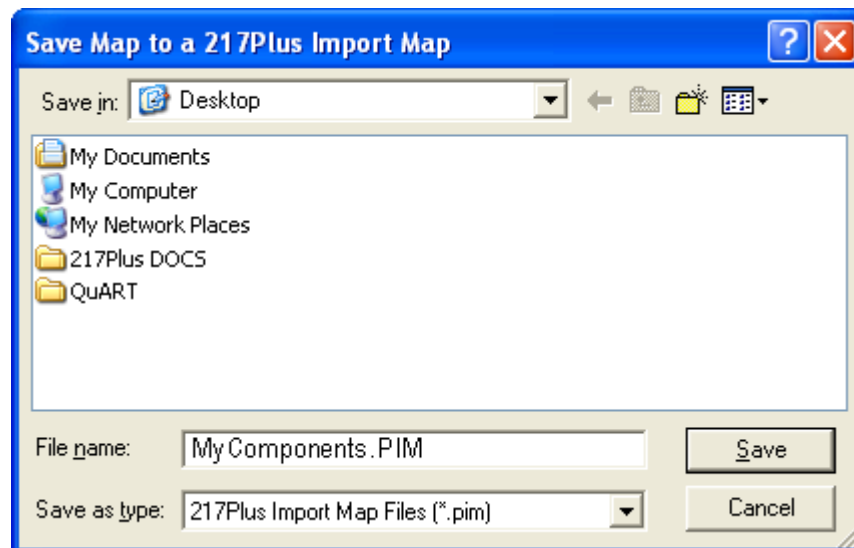 Save Map to a 217Plus Import Map
Save in: Desktop
My Documents
My Computer
My Network Places
217Plus DOCS
QuART
File name: MyComponents.PIM Save
Save as type: 217Plus Import Map Files (*.pim) Cancel